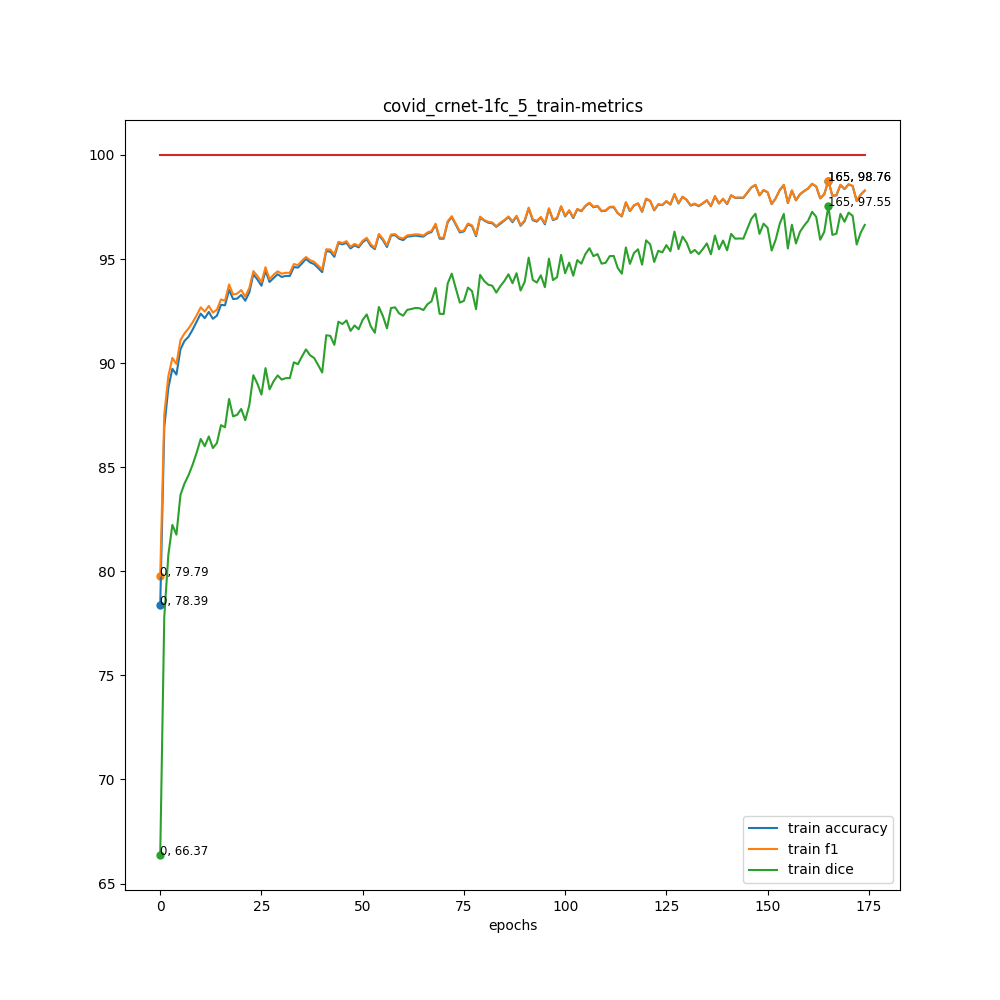 covid_crnet-1fc_5_train-metrics
100
165, 98.76
165, 97.55
95
90
85
80
0, 79.79
0, 78.39
75
70
0, 66.37
65
train accuracy
train f1
train dice
0 25 50 75 100 125 150 175
epochs